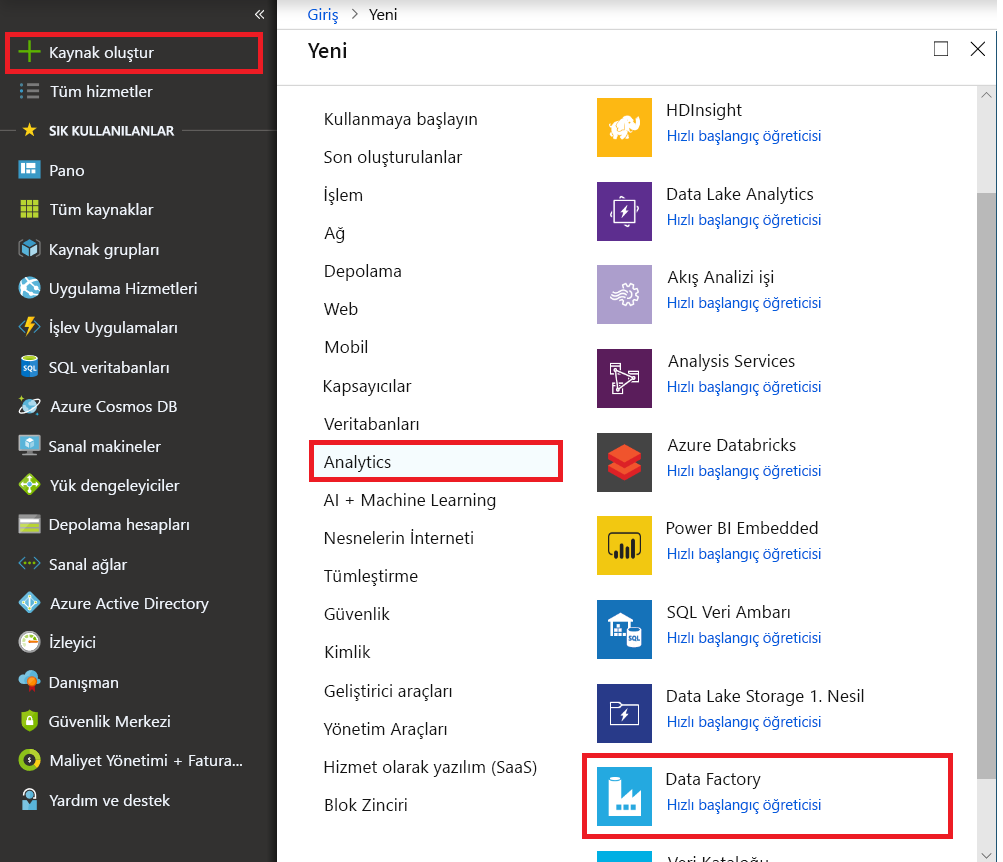 «
Kaynak oluştur
Tüm hizmetler
SIK KULLANILANLAR
Pano
Tüm kaynaklar
Kaynak grupları
Uygulama Hizmetleri
İşlev Uygulamaları
SQL veritabanları
Azure Cosmos DB
Sanal makineler
Yük dengeleyiciler
Depolama hesapları
Sanal ağlar
Azure Active Directory
İzleyici
Danışman
Güvenlik Merkezi
Maliyet Yönetimi + Fatura...
Yardım ve destek
Giriş > Yeni
Yeni
Kullanmaya başlayın
Son oluşturulanlar
İşlem
Ağ
Depolama
Web
Mobil
Kapsayıcılar
Veritabanları
Analytics
AI + Machine Learning
Nesnelerin İnterneti
Tümleştirme
Güvenlik
Kimlik
Geliştirici araçları
Yönetim Araçları
Hizmet olarak yazılım (SaaS)
Blok Zinciri
HDInsight
Hızlı başlangıç öğreticisi
Data Lake Analytics
Hızlı başlangıç öğreticisi
Akış Analizi işi
Hızlı başlangıç öğreticisi
Analysis Services
Hızlı başlangıç öğreticisi
Azure Databricks
Hızlı başlangıç öğreticisi
Power BI Embedded
Hızlı başlangıç öğreticisi
SQL Veri Ambarı
Hızlı başlangıç öğreticisi
Data Lake Storage 1. Nesil
Hızlı başlangıç öğreticisi
Data Factory
Hızlı başlangıç öğreticisi
Veri Kataloğu